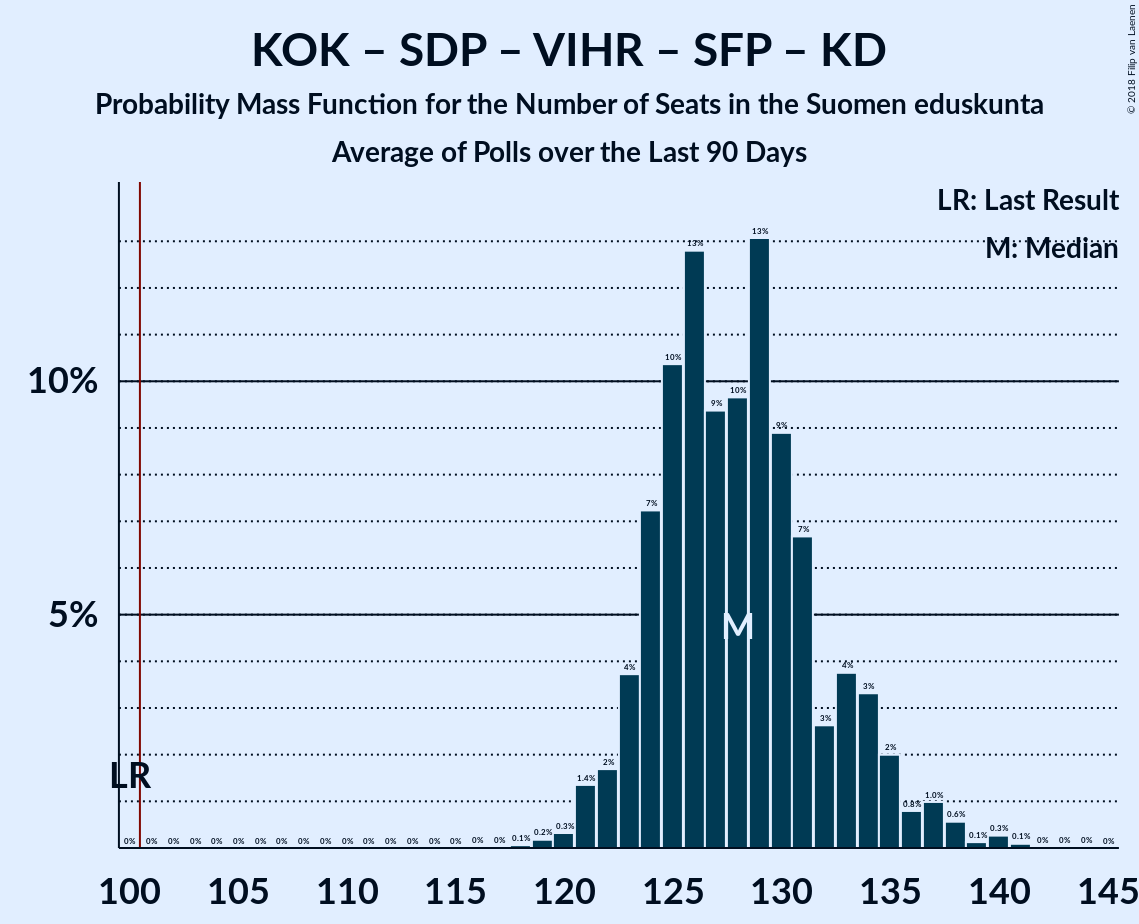 KOK – SDP – VIHR – SFP – KD
Probability Mass Function for the Number of Seats in the Suomen eduskunta
Average of Polls over the Last 90 Days
© 2018 Filip van Laenen
LR: Last Result
M: Median
10%
5%
LR
M
0% 0% 0% 0% 0% 0% 0% 0% 0% 0% 0% 0% 0% 0% 0% 0% 0% 0% 0.1% 0.2% 0.3% 1.4% 2% 4% 7% 10% 13% 9% 10% 13% 9% 7% 3% 4% 3% 2% 0.8% 1.0% 0.6% 0.1% 0.3% 0.1% 0% 0% 0% 0%
100 105 110 115 120 125 130 135 140 145